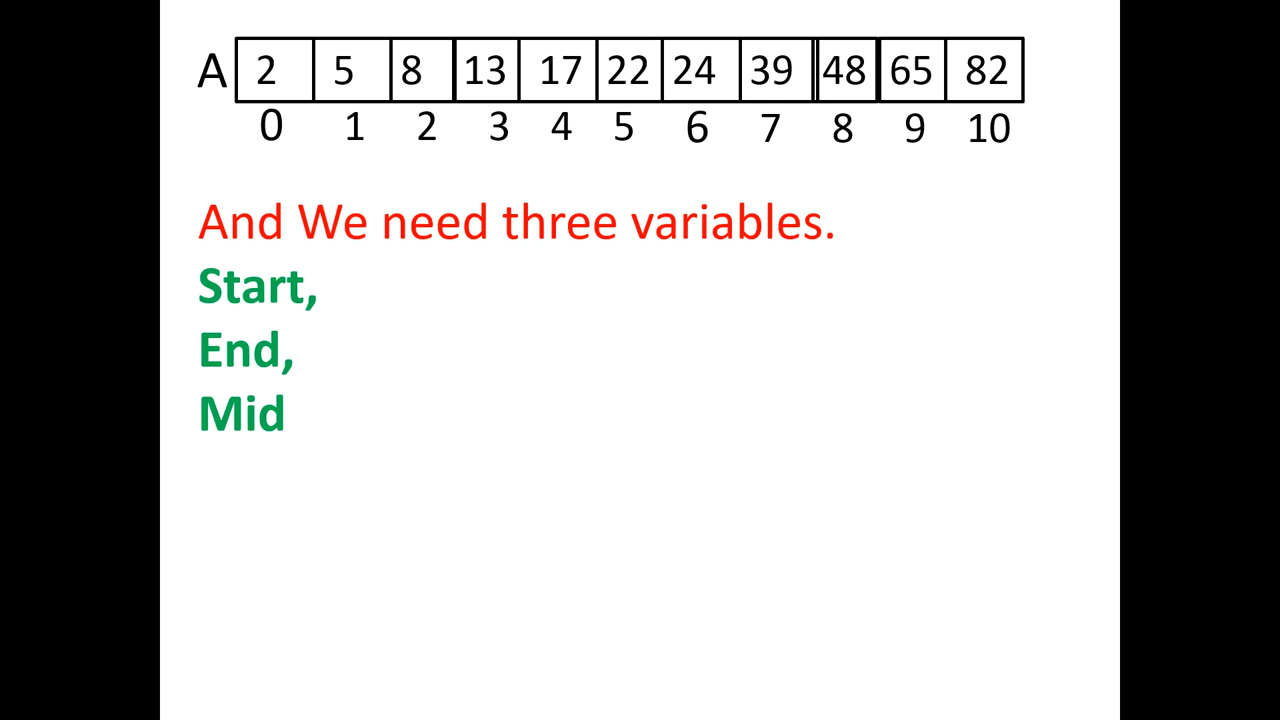 A 2 5 8 13 17 22 24 39 48 65 82
0 1 2 3 4 5 6 7 8 9 10
And We need three variables.
Start,
End,
Mid